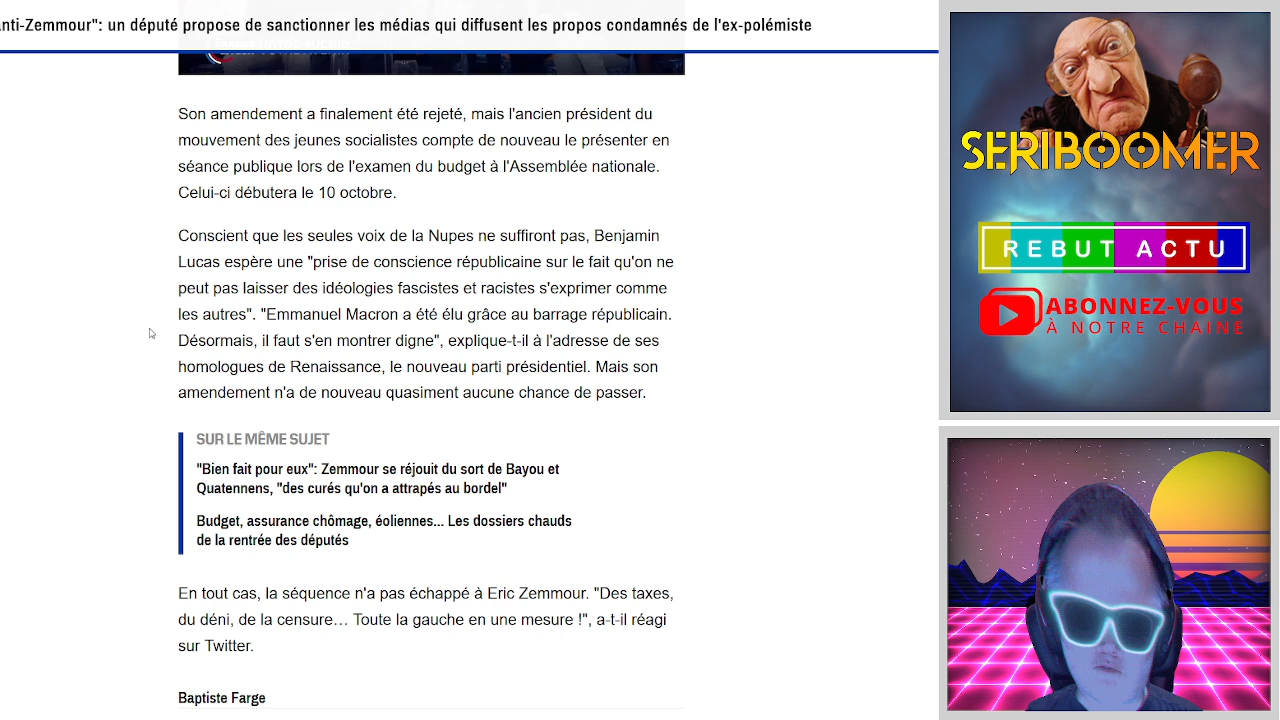 nti-Zemmour": un député propose de sanctionner les médias qui diffusent les propos condamnés de l'ex-polémiste
Son amendement a finalement été rejeté, mais l'ancien président du
mouvement des jeunes socialistes compte de nouveau le présenter en
séance publique lors de l'examen du budget à l'Assemblée nationale.
Celui-ci débutera le 10 octobre.
Conscient que les seules voix de la Nupes ne suffiront pas, Benjamin
Lucas espère une "prise de conscience républicaine sur le fait qu'on ne
peut pas laisser des idéologies fascistes et racistes s'exprimer comme
les autres". "Emmanuel Macron a été élu grâce au barrage républicain.
Désormais, il faut s'en montrer digne", explique-t-il à l'adresse de ses
homologues de Renaissance, le nouveau parti présidentiel. Mais son
amendement n'a de nouveau quasiment aucune chance de passer.
SUR LE MÊME SUJET
"Bien fait pour eux": Zemmour se réjouit du sort de Bayou et
Quatennens, "des curés qu'on a attrapés au bordel"
Budget, assurance chômage, éoliennes... Les dossiers chauds
de la rentrée des députés
En tout cas, la séquence n'a pas échappé à Eric Zemmour. "Des taxes,
du déni, de la censure… Toute la gauche en une mesure !", a-t-il réagi
sur Twitter.
Baptiste Farge
SERIBOOMER
REBUT ACTU
ABONNEZ-VOUS
À NOTRE CHAINE